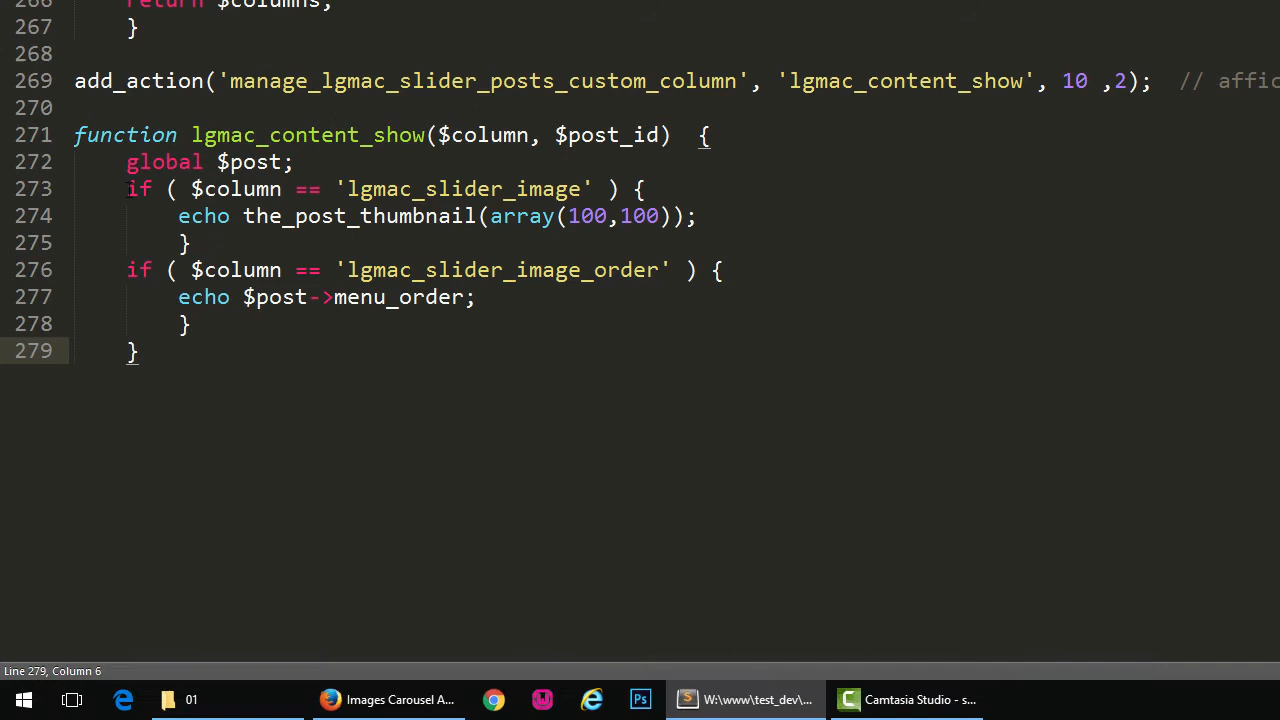 266 return $columns;
267 }
268
269 add_action('manage_lgmac_slider_posts_custom_column', 'lgmac_content_show', 10 ,2); // affic
270
271 function lgmac_content_show($column, $post_id) {
272 global $post;
273 if ( $column == 'lgmac_slider_image' ) {
274 echo the_post_thumbnail(array(100,100));
275 }
276 if ( $column == 'lgmac_slider_image_order' ) {
277 echo $post->menu_order;
278 }
279 }
Line 279, Column 6
01 Images Carousel A... W:\www\test_dev\... Camtasia Studio - s...